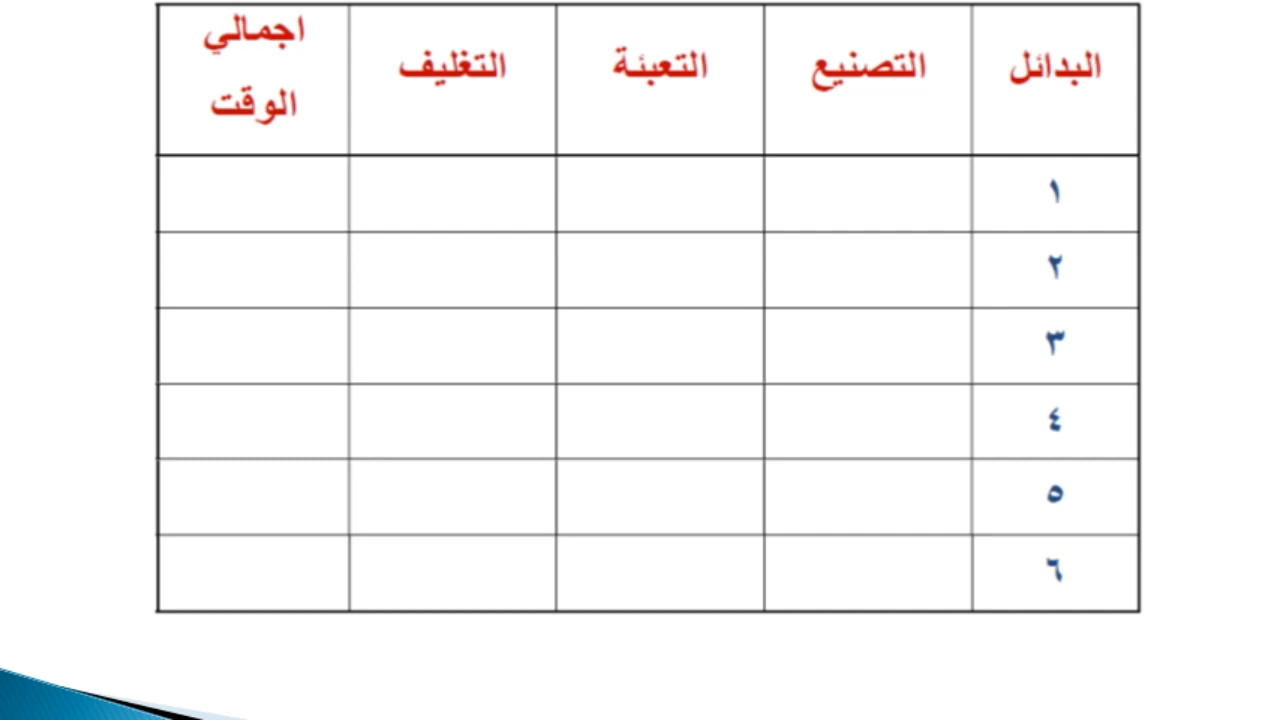 البدائل
التصنيع
التعبئة
التغليف
اجمالي
الوقت
١
٢
٣
٤
٥
٦